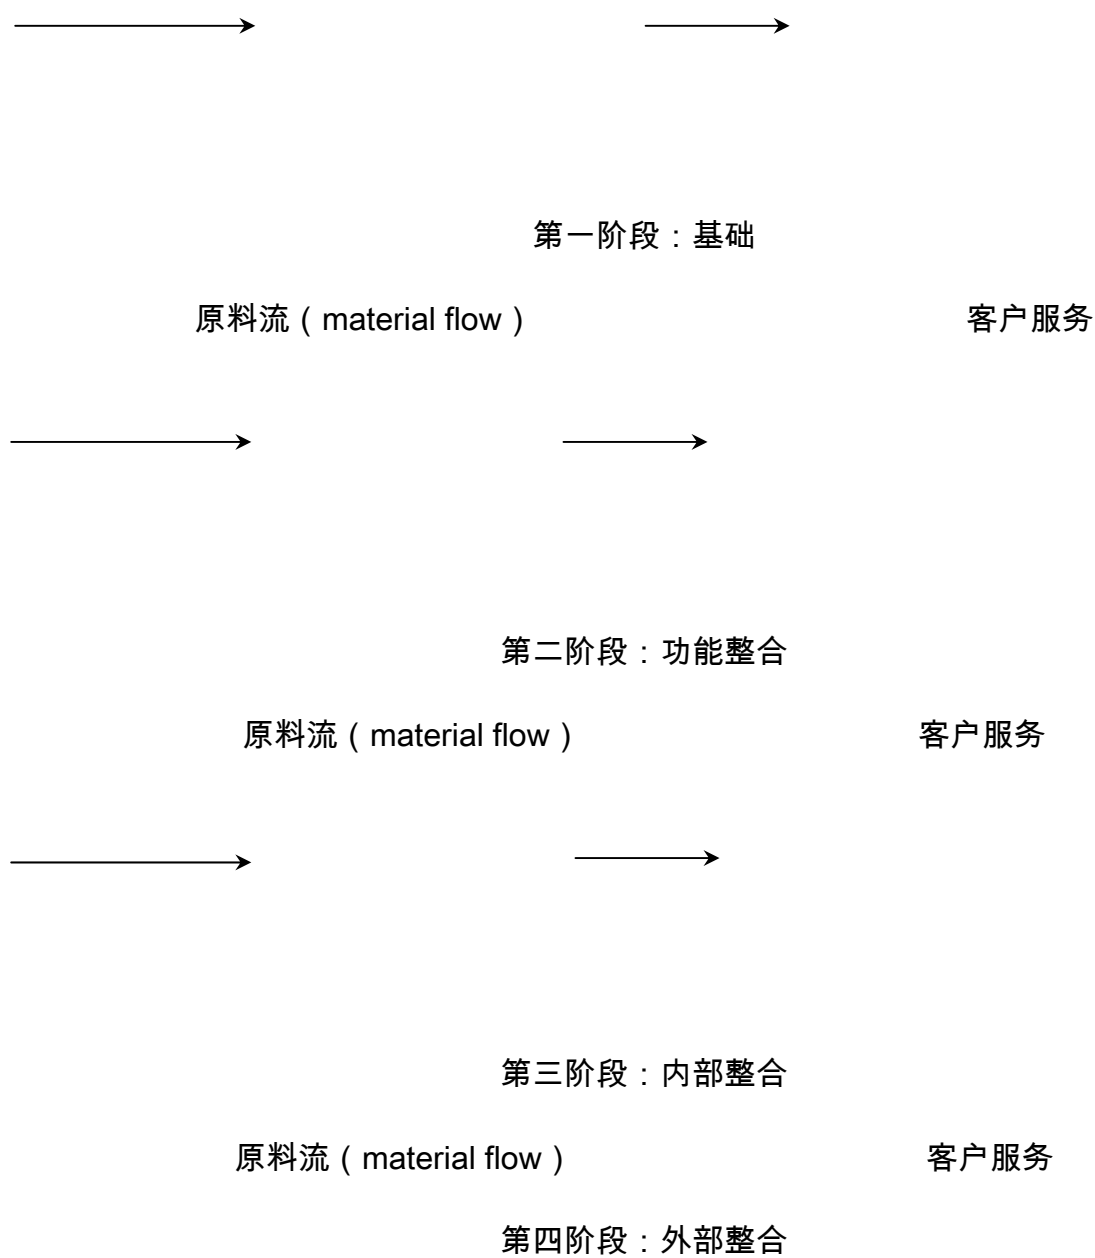 第一阶段：基础
原料流（material flow） 客户服务
第二阶段：功能整合
原料流（material flow） 客户服务
第三阶段：内部整合
原料流（material flow） 客户服务
第四阶段：外部整合